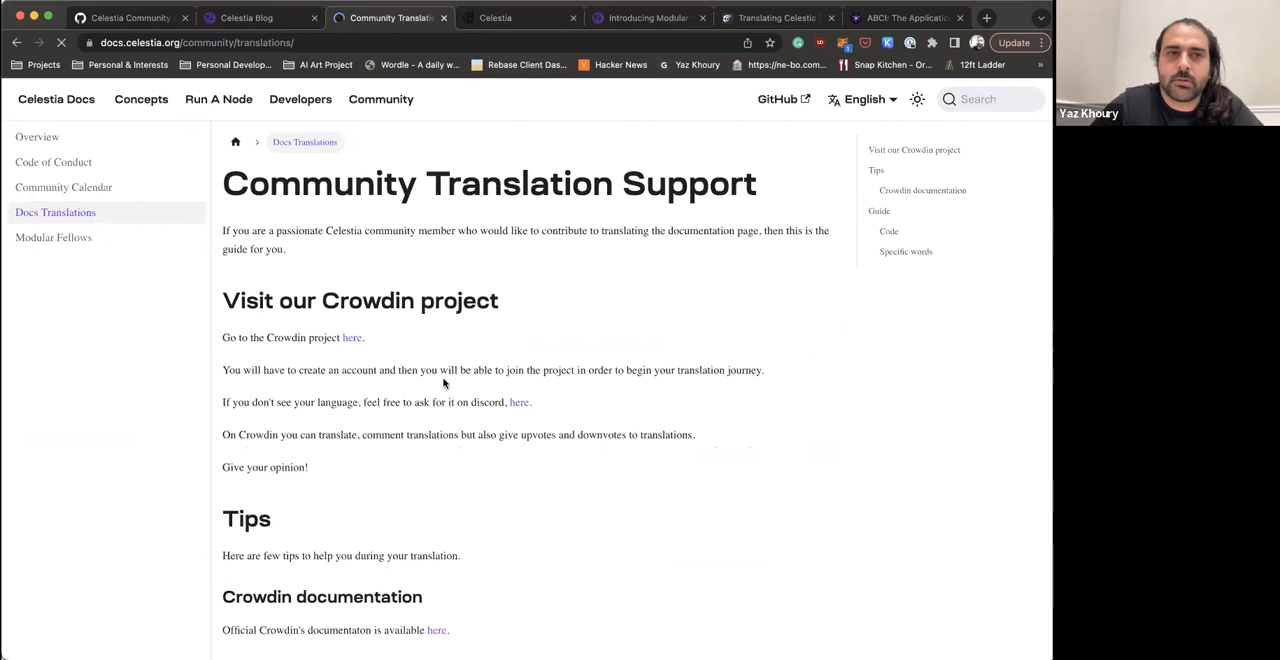 Celestia Community
Celestia Blog
Community Translatio
Celestia
Introducing Modular
Translating Celestia
ABCI: The Applicatio
docs.celestia.org/community/translations/
Update
Projects
Personal & Interests
Personal Develop...
AI Art Project
Wordle - A daily w...
Rebase Client Das...
Hacker News
Yaz Khoury
https://ne-bo.com...
Snap Kitchen - Or...
12ft Ladder
»
Celestia Docs
Concepts
Run A Node
Developers
Community
GitHub
English
Search
Yaz Khoury
Overview
Code of Conduct
Community Calendar
Docs Translations
Modular Fellows
Docs Translations
Community Translation Support
If you are a passionate Celestia community member who would like to contribute to translating the documentation page, then this is the
guide for you.
Visit our Crowdin project
Go to the Crowdin project here.
You will have to create an account and then you will be able to join the project in order to begin your translation journey.
If you don't see your language, feel free to ask for it on discord, here.
On Crowdin you can translate, comment translations but also give upvotes and downvotes to translations.
Give your opinion!
Tips
Here are few tips to help you during your translation.
Crowdin documentation
Official Crowdin's documentaton is available here.
Visit our Crowdin project
Tips
Crowdin documentation
Guide
Code
Specific words